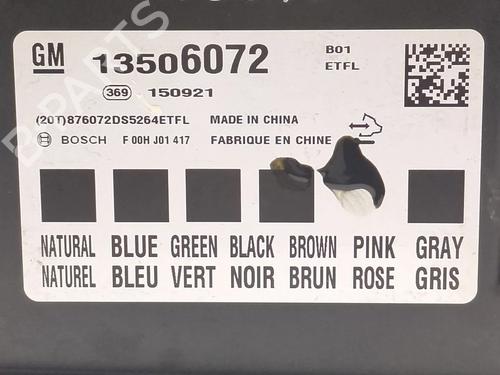 GM 13506072 B01
ETFL
369 150921
(20T)876072DS5264ETFL MADE IN CHINA
BOSCH F 00H J01 417 FABRIQUE EN CHINE
NATURAL BLUE GREEN BLACK BROWN PINK GRAY
NATUREL BLEU VERT NOIR BRUN ROSE GRIS